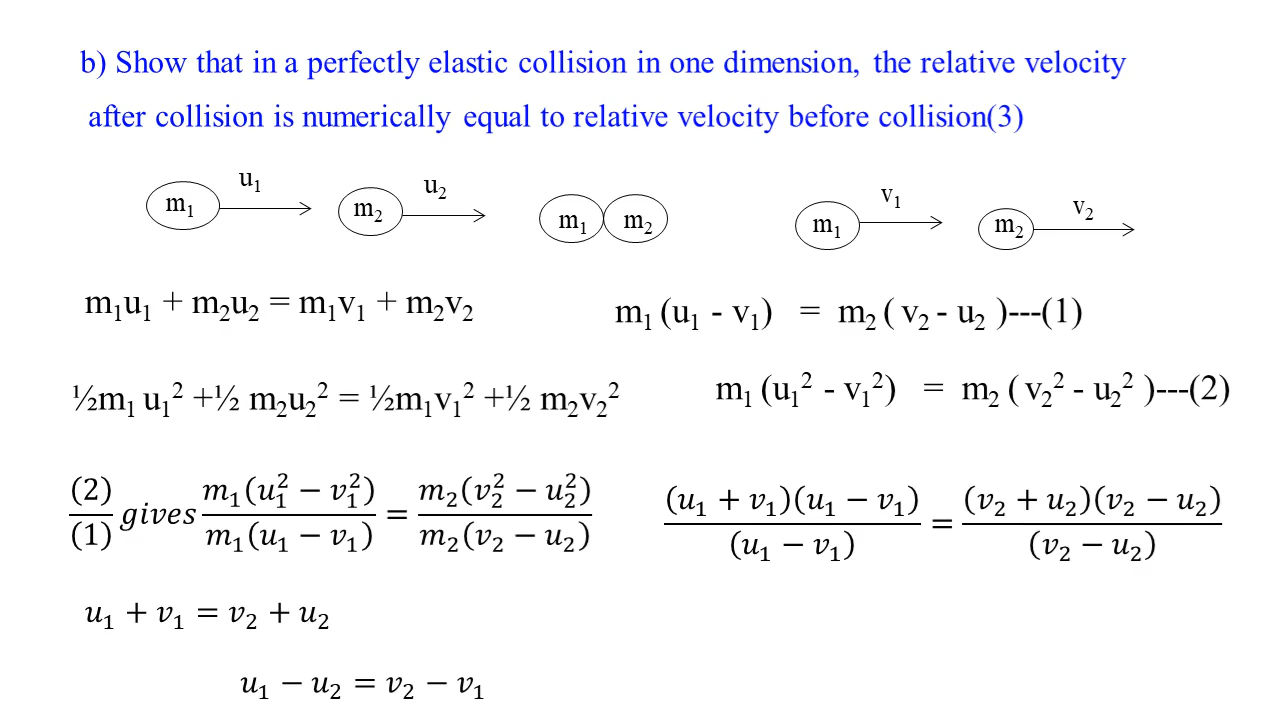 b) Show that in a perfectly elastic collision in one dimension, the relative velocity
after collision is numerically equal to relative velocity before collision(3)
m₁ u₁ m₂ u₂ m₁ m₂ m₁ v₁ m₂ v₂
m₁u₁ + m₂u₂ = m₁v₁ + m₂v₂
m₁ (u₁ - v₁) = m₂ ( v₂ - u₂ )---(1)
½m₁ u₁² +½ m₂u₂² = ½m₁v₁² +½ m₂v₂²
m₁ (u₁² - v₁²) = m₂ ( v₂² - u₂² )---(2)
(2)/(1) gives m₁(u₁² − v₁²)/m₁(u₁ − v₁) = m₂(v₂² − u₂²)/m₂(v₂ − u₂)
(u₁ + v₁)(u₁ − v₁)/(u₁ − v₁) = (v₂ + u₂)(v₂ − u₂)/(v₂ − u₂)
u₁ + v₁ = v₂ + u₂
u₁ − u₂ = v₂ − v₁